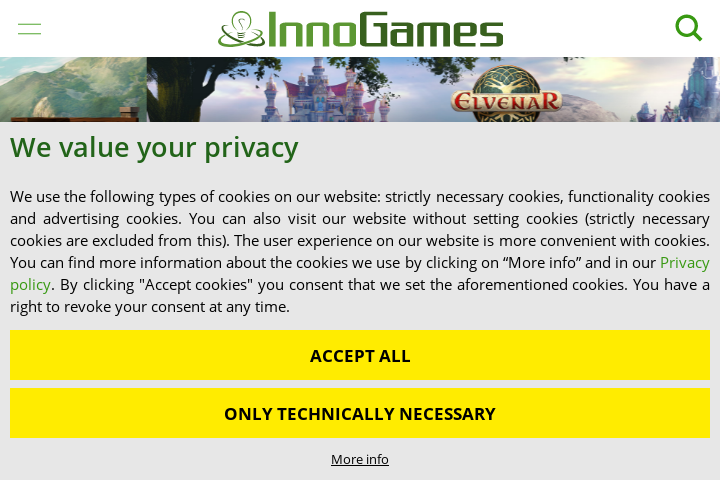 InnoGames
ELVENAR
We value your privacy
We use the following types of cookies on our website: strictly necessary cookies, functionality cookies
and advertising cookies. You can also visit our website without setting cookies (strictly necessary
cookies are excluded from this). The user experience on our website is more convenient with cookies.
You can find more information about the cookies we use by clicking on “More info” and in our Privacy
policy. By clicking "Accept cookies" you consent that we set the aforementioned cookies. You have a
right to revoke your consent at any time.
ACCEPT ALL
ONLY TECHNICALLY NECESSARY
More info